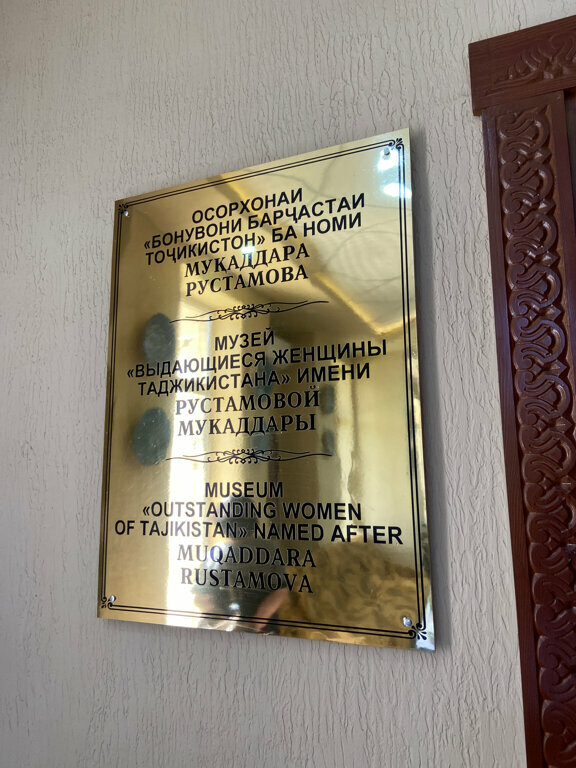 ОСОРХОНАИ
«БОНУВОНИ БАРҶАСТАИ
ТОҶИКИСТОН» БА НОМИ
МУҚАДДАРА
РУСТАМОВА
МУЗЕЙ
«ВЫДАЮЩИЕСЯ ЖЕНЩИНЫ
ТАДЖИКИСТАНА» ИМЕНИ
РУСТАМОВОЙ
МУКАДДАРЫ
MUSEUM
«OUTSTANDING WOMEN
OF TAJIKISTAN» NAMED AFTER
MUQADDARA
RUSTAMOVA